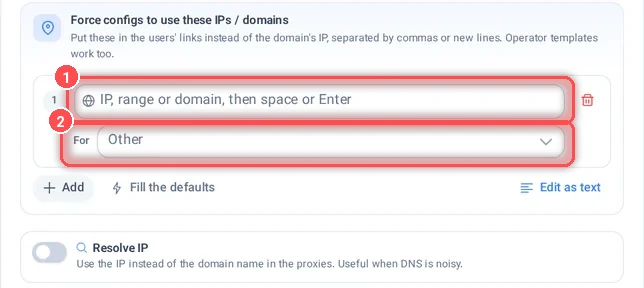 Force configs to use these IPs / domains
Put these in the users' links instead of the domain's IP, separated by commas or new lines. Operator templates
work too.
1
1 IP, range or domain, then space or Enter
2
For Other
Add Fill the defaults Edit as text
Resolve IP
Use the IP instead of the domain name in the proxies. Useful when DNS is noisy.